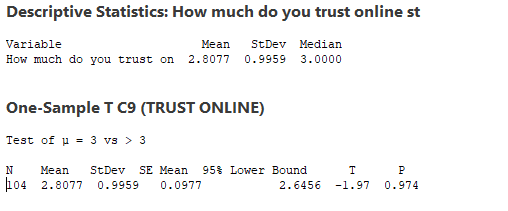 Descriptive Statistics: How much do you trust online st
Variable Mean StDev Median
How much do you trust on 2.8077 0.9959 3.0000
One-Sample T C9 (TRUST ONLINE)
Test of μ = 3 vs > 3
N Mean StDev SE Mean 95% Lower Bound T P
104 2.8077 0.9959 0.0977 2.6456 -1.97 0.974